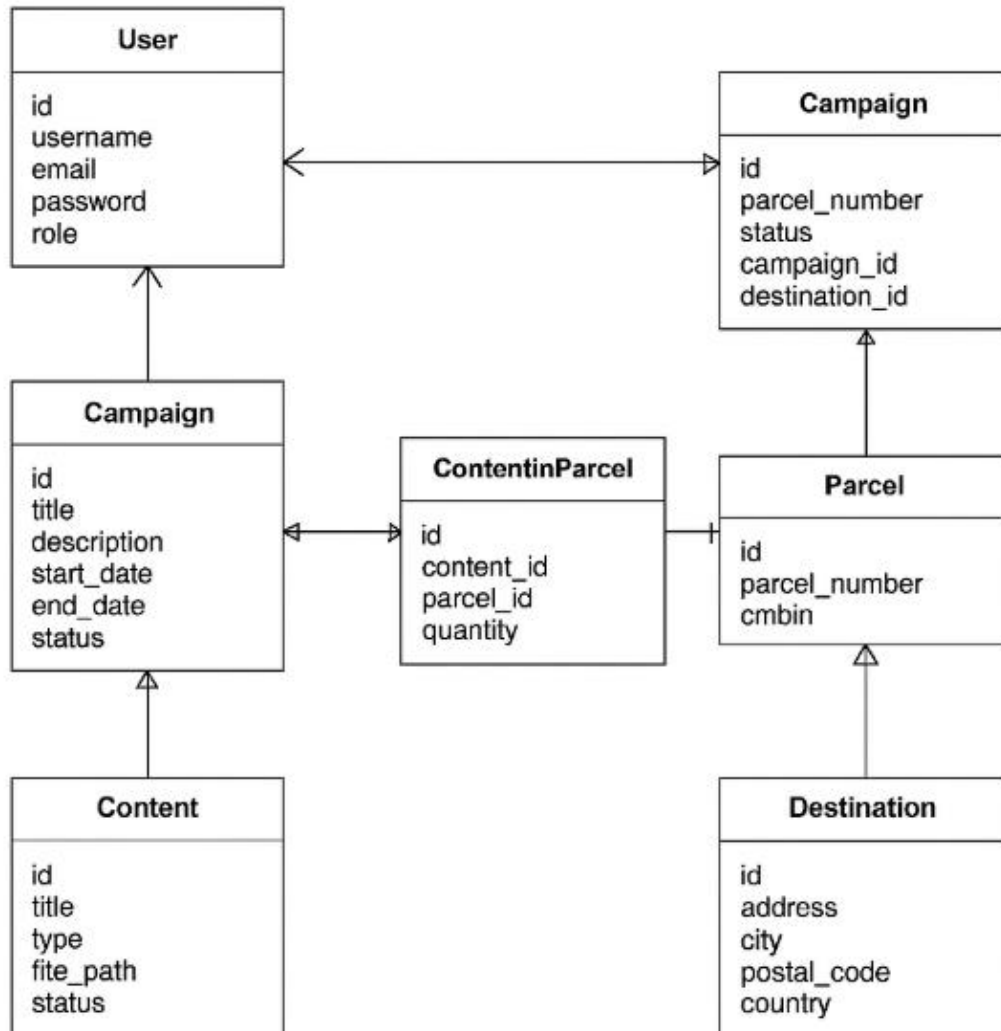 User
id
username
email
password
role
Campaign
id
parcel_number
status
campaign_id
destination_id
Campaign
id
title
description
start_date
end_date
status
ContentinParcel
id
content_id
parcel_id
quantity
Parcel
id
parcel_number
cmbin
Content
id
title
type
fite_path
status
Destination
id
address
city
postal_code
country